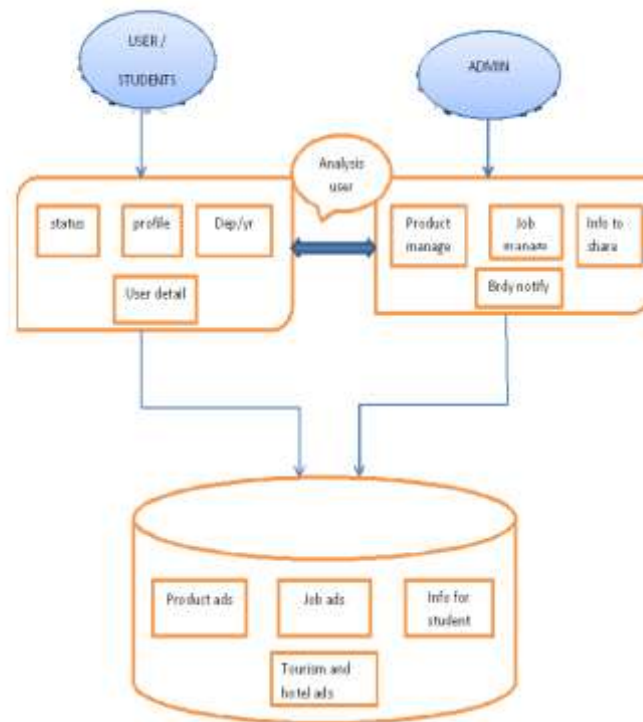 USER /
STUDENTS
ADMIN
Analysis
user
status
profile
Dep/yr
User detail
Product
manage
Job
manage
Info to
share
Brdy notify
Product ads
Job ads
Info for
student
Tourism and
hotel ads